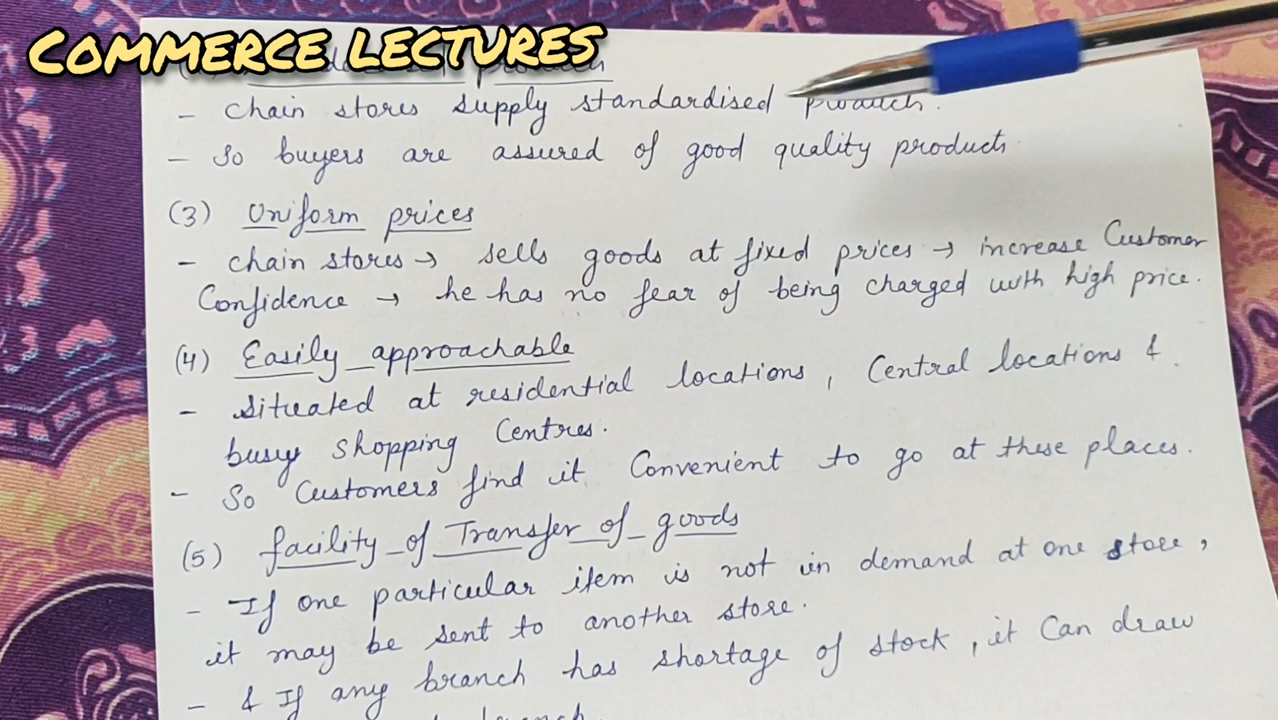 COMMERCE LECTURES
- chain stores supply standardised product.
- So buyers are assured of good quality products.
(3) Uniform prices
- chain stores → sells goods at fixed prices → increase Customer
Confidence → he has no fear of being charged with high price.
(4) Easily approachable
- Situated at residential locations, Central locations &
busy shopping Centres.
- So Customers find it Convenient to go at these places.
(5) facility of Transfer of goods
- If one particular item is not in demand at one store,
it may be sent to another store.
- & If any branch has shortage of stock, it Can draw
branch.